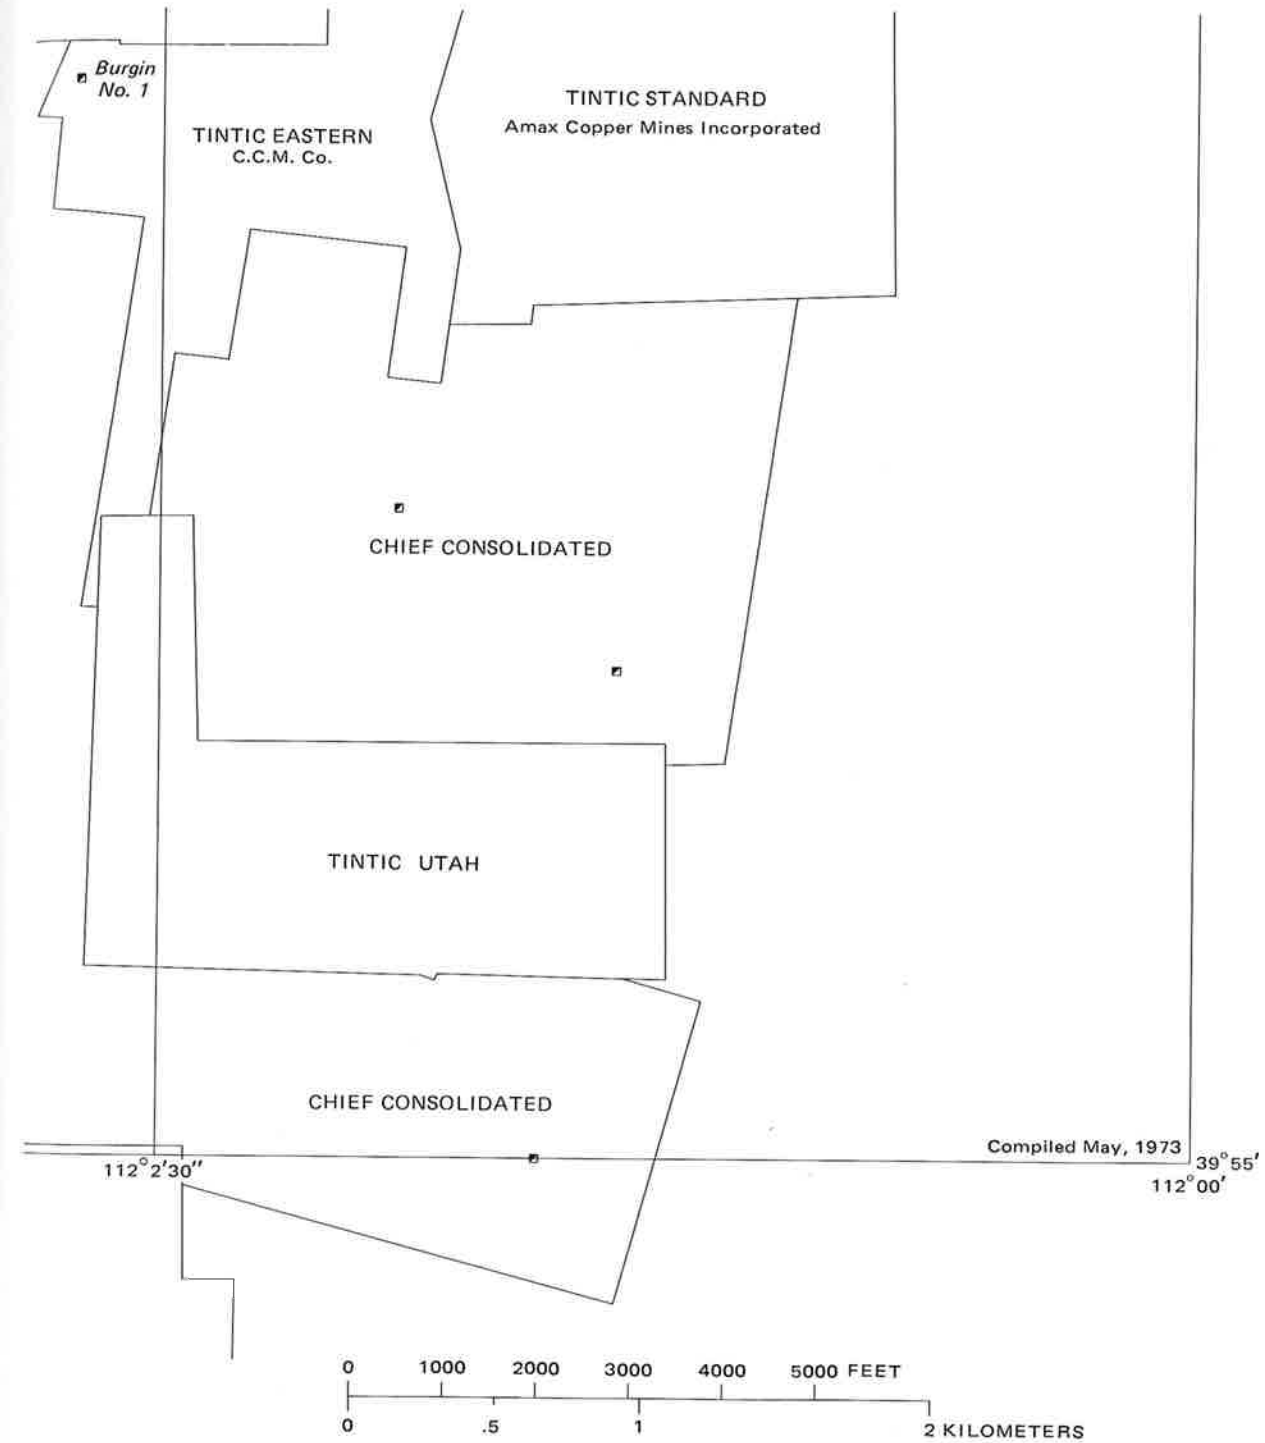 Burgin
No. 1
TINTIC EASTERN
C.C.M. Co.
TINTIC STANDARD
Amax Copper Mines Incorporated
CHIEF CONSOLIDATED
TINTIC UTAH
CHIEF CONSOLIDATED
Compiled May, 1973
39°55′
112°2′30″
112°00′
0 1000 2000 3000 4000 5000 FEET
0 .5 1 2 KILOMETERS